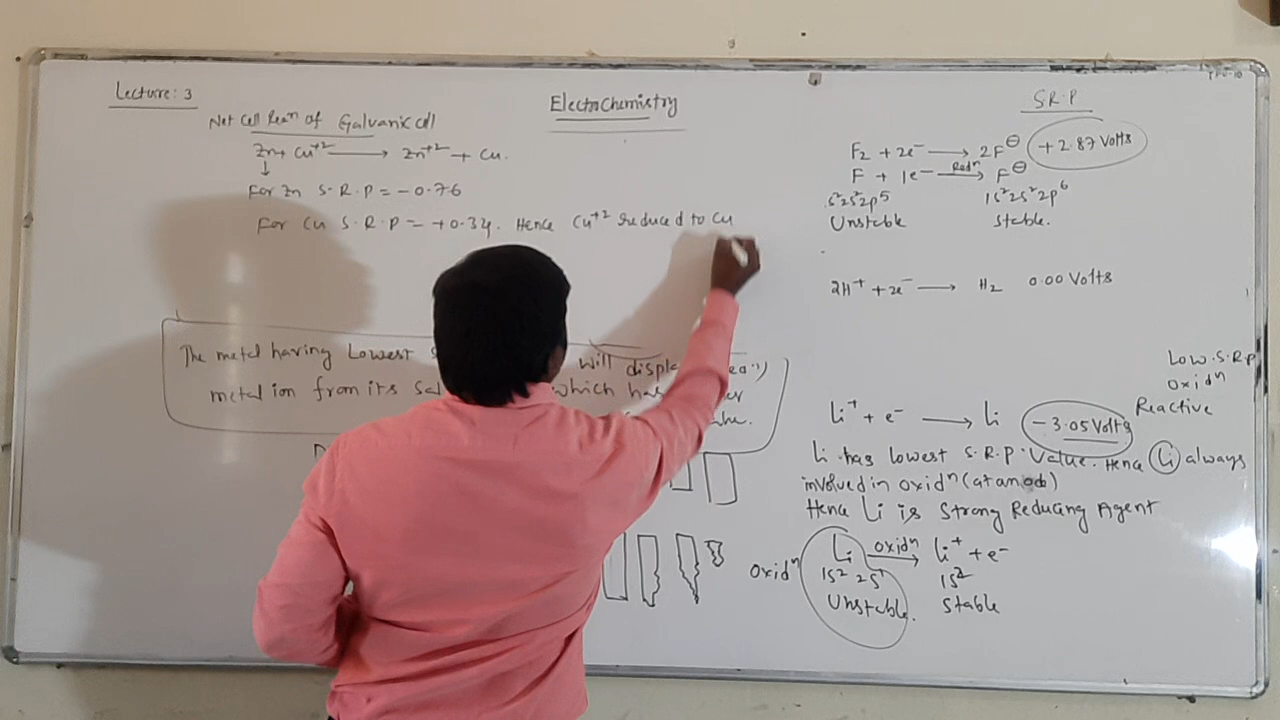 Lecture: 3
ElectroChemistry
Net Cell Reaⁿ of Galvanic cell
Zn + Cu⁺² ⟶ Zn⁺² + Cu.
↓
For Zn S.R.P = -0.76
For Cu S.R.P = +0.34. Hence Cu⁺² reduced to Cu
The metal having Lowest S will displa
metal ion from its Sal which has
S.R.P
F₂ + 2e⁻ ⟶ 2F⊖ +2.87 Volts
F + 1e⁻ Redⁿ⟶ F⊖
1s²2s²2p⁵ 1s²2s²2p⁶
Unstable Stable.
2H⁺ + 2e⁻ ⟶ H₂ 0.00 Volts
Low.S.R.P
Oxidⁿ
Reactive
Li⁺ + e⁻ ⟶ Li -3.05 Volts
Li has lowest S.R.P. Value. Hence Li always
involved in oxidⁿ (at anode)
Hence Li is Strong Reducing Agent
oxidⁿ Li oxidⁿ⟶ Li⁺ + e⁻
1s² 2s¹ 1s²
Unstable. Stable